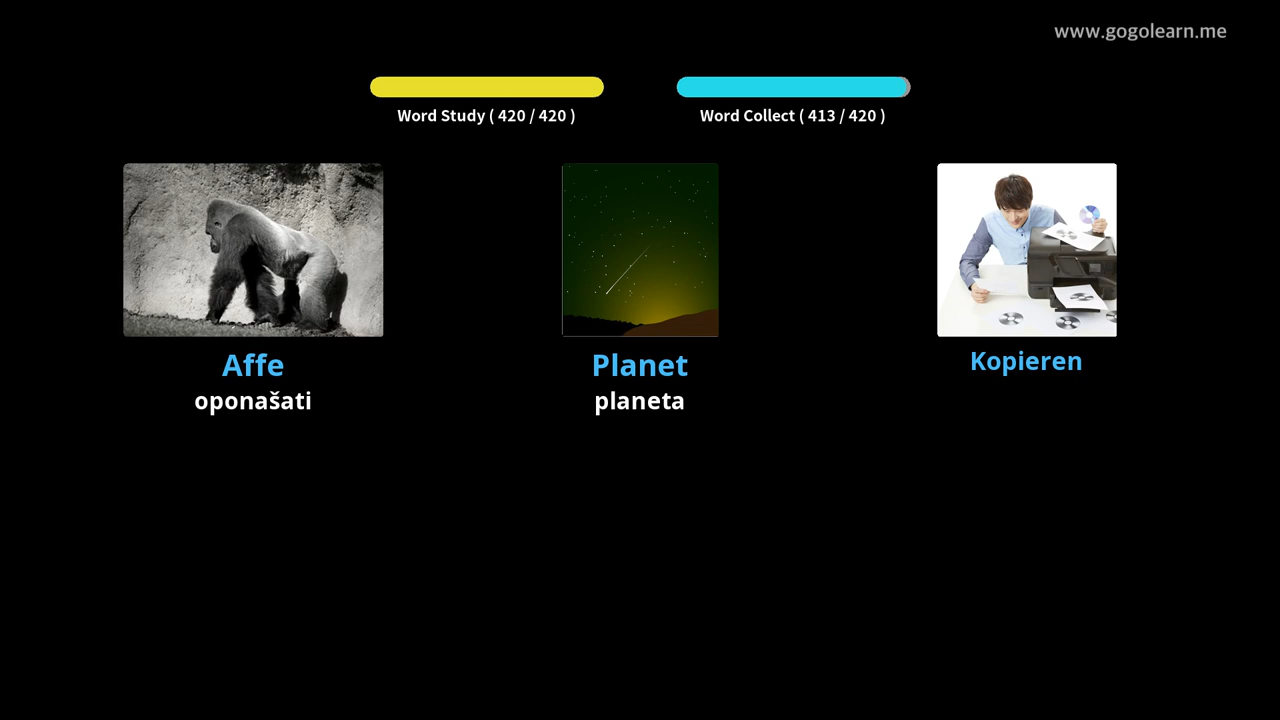 www.gogolearn.me
Word Study ( 420 / 420 )
Word Collect ( 413 / 420 )
Affe
oponašati
Planet
planeta
Kopieren